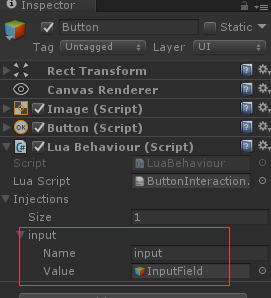 Inspector
Button
Static
Tag Untagged Layer UI
Rect Transform
Canvas Renderer
Image (Script)
OK Button (Script)
Lua Behaviour (Script)
Script LuaBehaviour
Lua Script ButtonInteraction.
Injections
Size 1
input
Name input
Value InputField